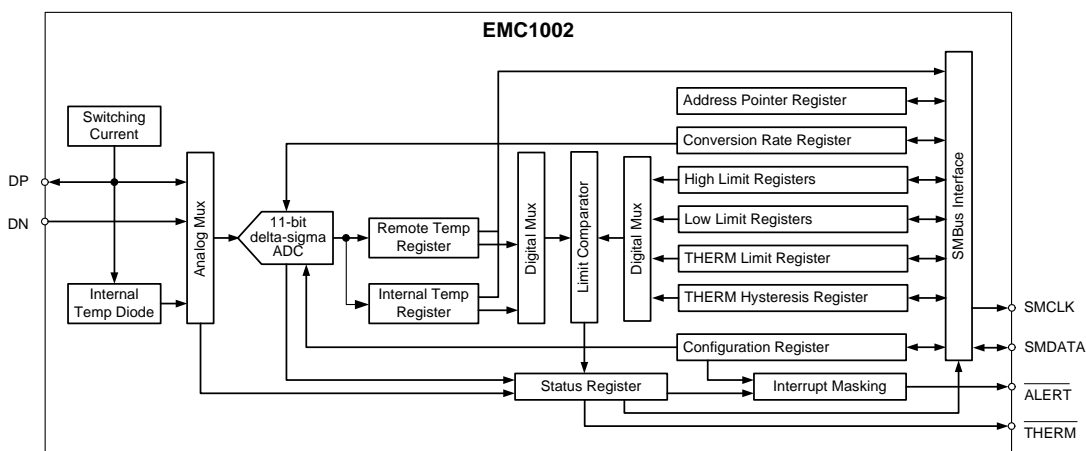 EMC1002
Switching
Current
Address Pointer Register
Conversion Rate Register
DP
DN
Analog Mux
11-bit
delta-sigma
ADC
Remote Temp
Register
Internal Temp
Register
Digital Mux
Limit Comparator
Digital Mux
High Limit Registers
Low Limit Registers
THERM Limit Register
THERM Hysteresis Register
SMBus Interface
Internal
Temp Diode
SMCLK
Configuration Register
SMDATA
Status Register
Interrupt Masking
ALERT
THERM